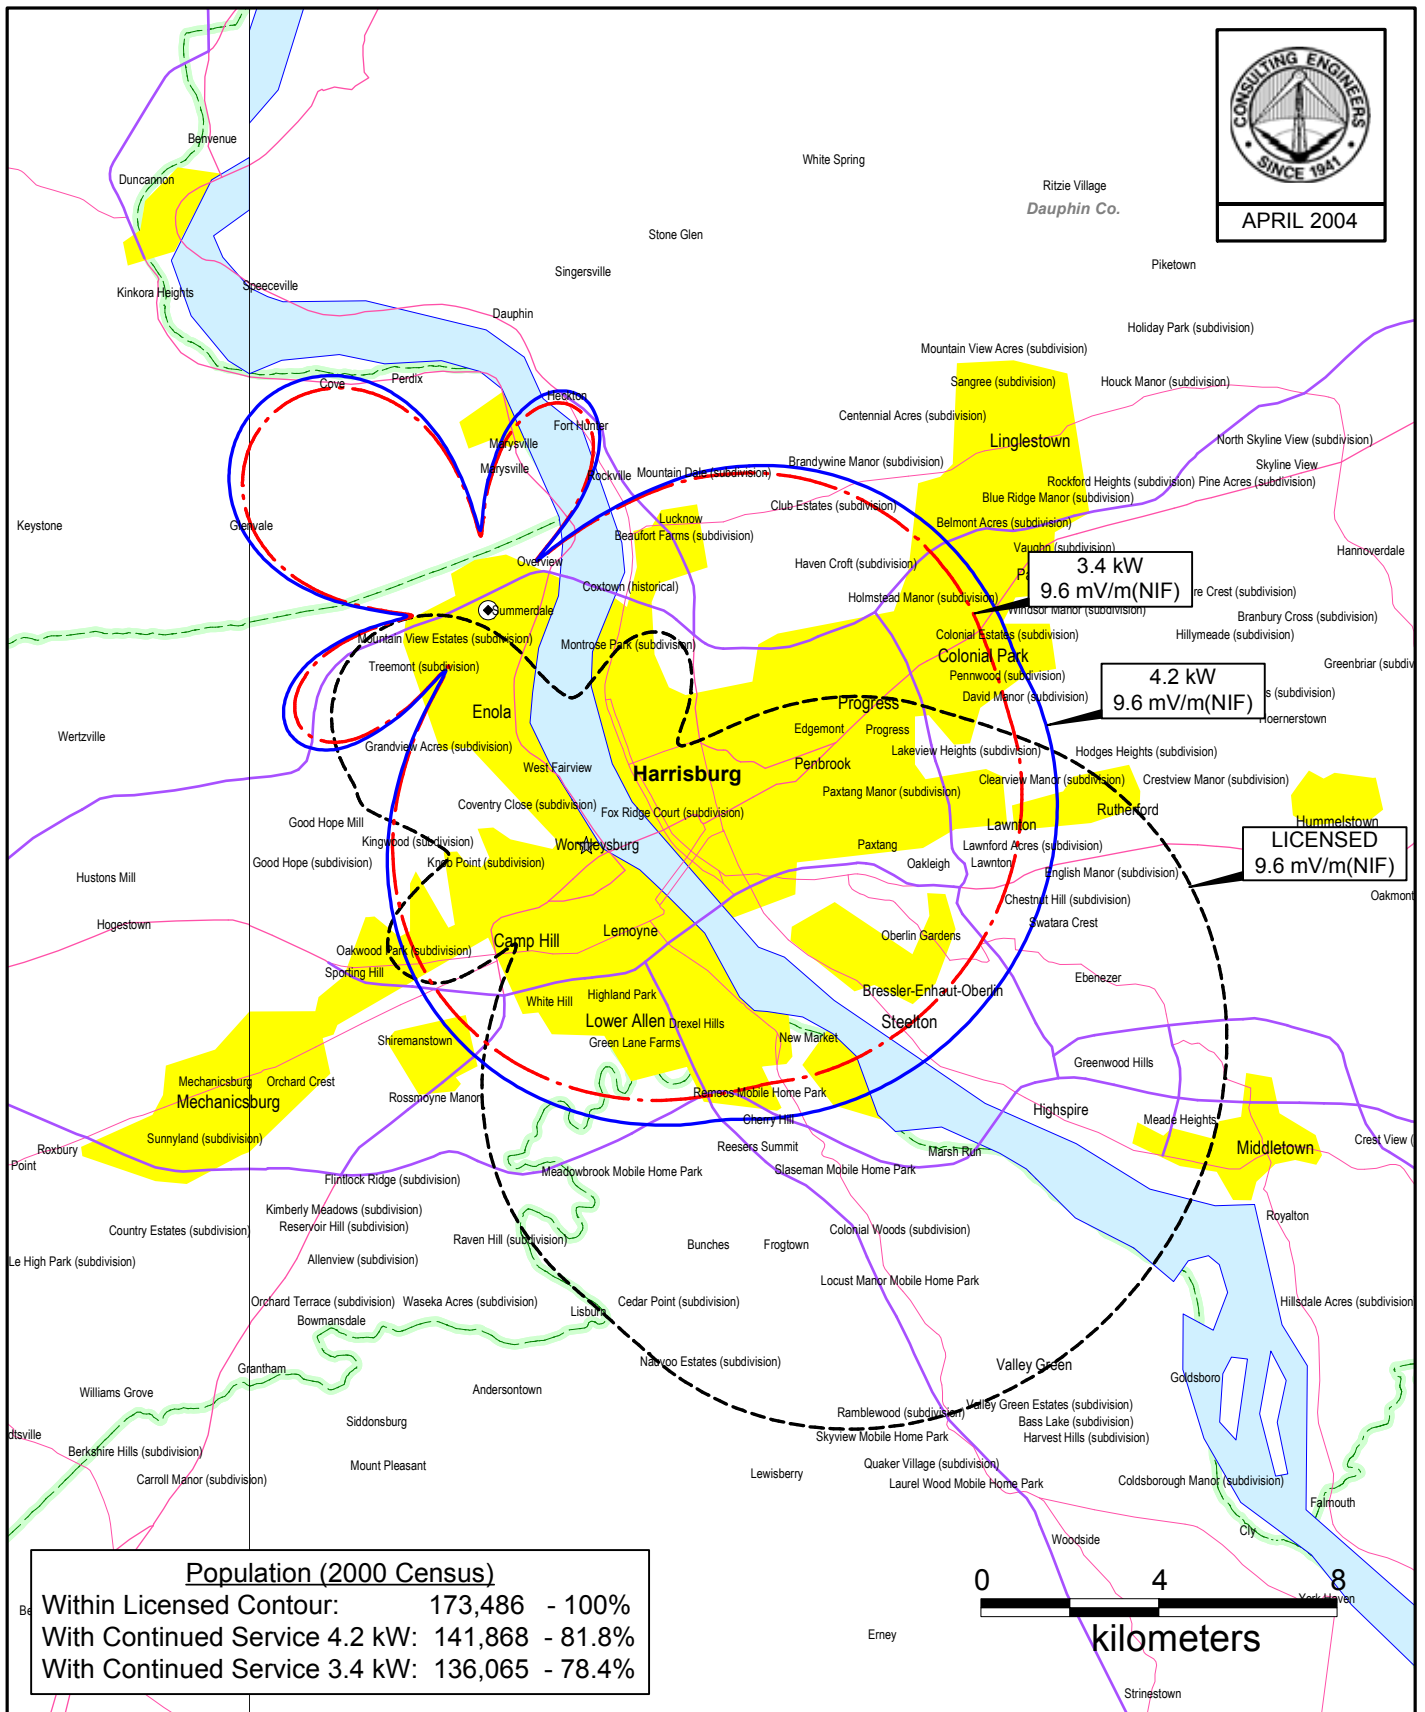 CONSULTING ENGINEERS
SINCE 1941
APRIL 2004
Benvenue
White Spring
Duncannon
Ritzie Village
Dauphin Co.
Stone Glen
Piketown
Singersville
Speeceville
Kinkora Heights
Dauphin
Holiday Park (subdivision)
Mountain View Acres (subdivision)
Cove
Perdix
Sangree (subdivision)
Houck Manor (subdivision)
Heckton
Centennial Acres (subdivision)
Fort Hunter
Linglestown
North Skyline View (subdivision)
Marysville
Brandywine Manor (subdivision)
Skyline View
Marysville
Rockville
Mountain Dale (subdivision)
Rockford Heights (subdivision)
Pine Acres (subdivision)
Blue Ridge Manor (subdivision)
Club Estates (subdivision)
Keystone
Glenvale
Lucknow
Belmont Acres (subdivision)
Beaufort Farms (subdivision)
Vaughn (subdivision)
Hannoverdale
Overview
Haven Croft (subdivision)
3.4 kW
9.6 mV/m(NIF)
Pa
Coxtown (historical)
re Crest (subdivision)
Holmstead Manor (subdivision)
Windsor Manor (subdivision)
Summerdale
Branbury Cross (subdivision)
Mountain View Estates (subdivision)
Montrose Park (subdivision)
Colonial Estates (subdivision)
Hillymeade (subdivision)
Colonial Park
Treemont (subdivision)
Greenbriar (subdiv
Pennwood (subdivision)
4.2 kW
9.6 mV/m(NIF)
David Manor (subdivision)
s (subdivision)
Enola
Progress
Hoernerstown
Edgemont
Progress
Wertzville
Grandview Acres (subdivision)
Lakeview Heights (subdivision)
Hodges Heights (subdivision)
West Fairview
Harrisburg
Penbrook
Clearview Manor (subdivision)
Crestview Manor (subdivision)
Paxtang Manor (subdivision)
Coventry Close (subdivision)
Fox Ridge Court (subdivision)
Rutherford
Good Hope Mill
Lawnton
Hummelstown
Kingwood (subdivision)
Wormleysburg
Paxtang
Lawnford Acres (subdivision)
LICENSED
9.6 mV/m(NIF)
Good Hope (subdivision)
Knob Point (subdivision)
Oakleigh
Lawnton
Hustons Mill
English Manor (subdivision)
Oakmont
Chestnut Hill (subdivision)
Hogestown
Swatara Crest
Lemoyne
Camp Hill
Oberlin Gardens
Oakwood Park (subdivision)
Sporting Hill
Ebenezer
White Hill
Highland Park
Bressler-Enhaut-Oberlin
Lower Allen
Drexel Hills
Steelton
Shiremanstown
Green Lane Farms
New Market
Greenwood Hills
Mechanicsburg
Orchard Crest
Mechanicsburg
Rossmoyne Manor
Remeos Mobile Home Park
Highspire
Cherry Hill
Meade Heights
Sunnyland (subdivision)
Roxbury
Reesers Summit
Marsh Run
Middletown
Crest View (
Point
Meadowbrook Mobile Home Park
Slaseman Mobile Home Park
Flintlock Ridge (subdivision)
Kimberly Meadows (subdivision)
Country Estates (subdivision)
Reservoir Hill (subdivision)
Colonial Woods (subdivision)
Royalton
Raven Hill (subdivision)
Bunches
Frogtown
Le High Park (subdivision)
Allenview (subdivision)
Locust Manor Mobile Home Park
Orchard Terrace (subdivision)
Waseka Acres (subdivision)
Cedar Point (subdivision)
Hillsdale Acres (subdivision
Bowmansdale
Lisburn
Grantham
Nauvoo Estates (subdivision)
Valley Green
Goldsboro
Williams Grove
Andersontown
Siddonsburg
Ramblewood (subdivision)
Valley Green Estates (subdivision)
Bass Lake (subdivision)
dtsville
Skyview Mobile Home Park
Harvest Hills (subdivision)
Berkshire Hills (subdivision)
Mount Pleasant
Quaker Village (subdivision)
Carroll Manor (subdivision)
Lewisberry
Laurel Wood Mobile Home Park
Coldsborough Manor (subdivision)
Falmouth
Cly
Woodside
0 4 8
kilometers
York Haven
Population (2000 Census)
Within Licensed Contour: 173,486 - 100%
With Continued Service 4.2 kW: 141,868 - 81.8%
With Continued Service 3.4 kW: 136,065 - 78.4%
Be
Erney
Strinestown